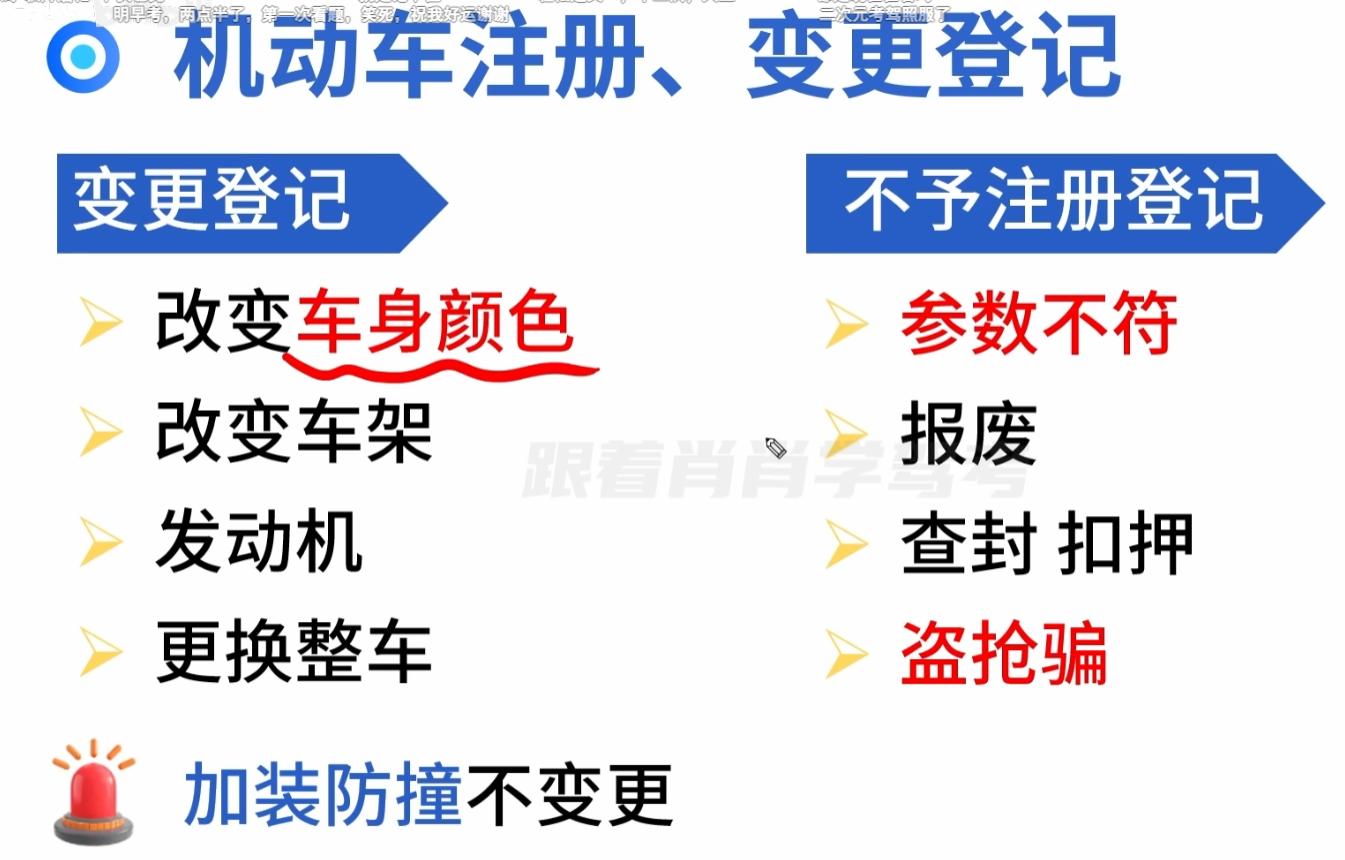 明早考，两点半了，第一次看题，笑死，祝我好运谢谢
二次元考驾照服了
机动车注册、变更登记
变更登记
改变车身颜色
改变车架
发动机
更换整车
不予注册登记
参数不符
报废
查封 扣押
盗抢骗
跟着肖肖学驾考
加装防撞不变更